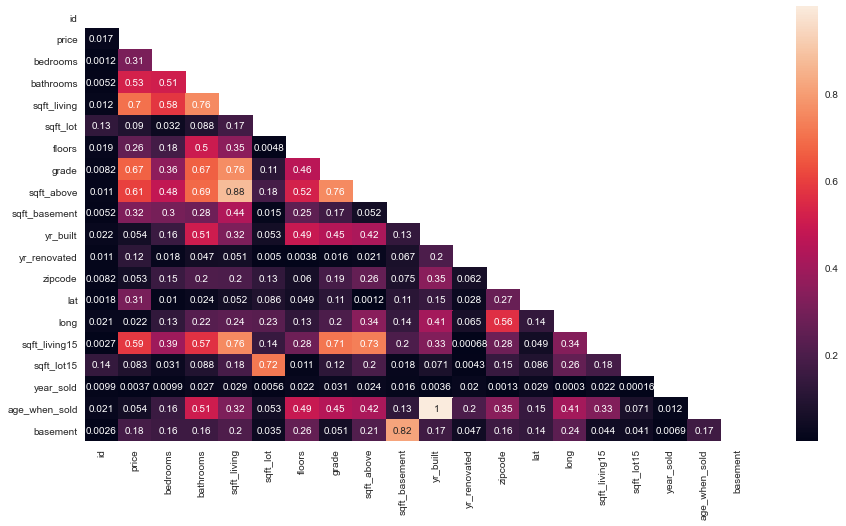 id
price 0.017
bedrooms 0.0012 0.31
bathrooms 0.0052 0.53 0.51
sqft_living 0.012 0.7 0.58 0.76
sqft_lot 0.13 0.09 0.032 0.088 0.17
floors 0.019 0.26 0.18 0.5 0.35 0.0048
grade 0.0082 0.67 0.36 0.67 0.76 0.11 0.46
sqft_above 0.011 0.61 0.48 0.69 0.88 0.18 0.52 0.76
sqft_basement 0.0052 0.32 0.3 0.28 0.44 0.015 0.25 0.17 0.052
yr_built 0.022 0.054 0.16 0.51 0.32 0.053 0.49 0.45 0.42 0.13
yr_renovated 0.011 0.12 0.018 0.047 0.051 0.005 0.0038 0.016 0.021 0.067 0.2
zipcode 0.0082 0.053 0.15 0.2 0.2 0.13 0.06 0.19 0.26 0.075 0.35 0.062
lat 0.0018 0.31 0.01 0.024 0.052 0.086 0.049 0.11 0.0012 0.11 0.15 0.028 0.27
long 0.021 0.022 0.13 0.22 0.24 0.23 0.13 0.2 0.34 0.14 0.41 0.065 0.56 0.14
sqft_living15 0.0027 0.59 0.39 0.57 0.76 0.14 0.28 0.71 0.73 0.2 0.33 0.00068 0.28 0.049 0.34
sqft_lot15 0.14 0.083 0.031 0.088 0.18 0.72 0.011 0.12 0.2 0.018 0.071 0.0043 0.15 0.086 0.26 0.18
year_sold 0.0099 0.0037 0.0099 0.027 0.029 0.0056 0.022 0.031 0.024 0.016 0.0036 0.02 0.0013 0.029 0.0003 0.022 0.00016
age_when_sold 0.021 0.054 0.16 0.51 0.32 0.053 0.49 0.45 0.42 0.13 1 0.2 0.35 0.15 0.41 0.33 0.071 0.012
basement 0.0026 0.18 0.16 0.16 0.2 0.035 0.26 0.051 0.21 0.82 0.17 0.047 0.16 0.14 0.24 0.044 0.041 0.0069 0.17
id price bedrooms bathrooms sqft_living sqft_lot floors grade sqft_above sqft_basement yr_built yr_renovated zipcode lat long sqft_living15 sqft_lot15 year_sold age_when_sold basement
0.8
0.6
0.4
0.2